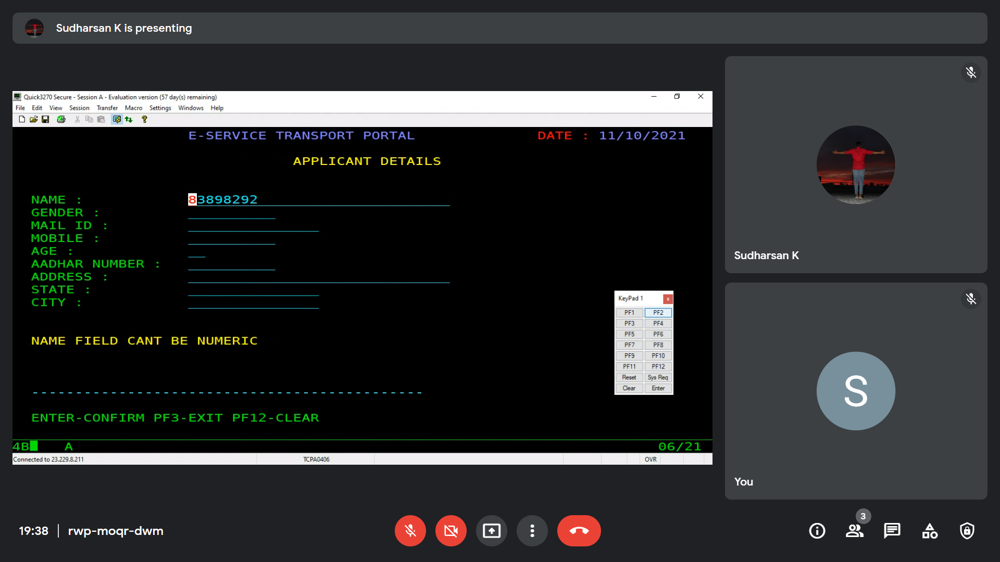 Sudharsan K is presenting
Quick3270 Secure - Session A - Evaluation version (57 day(s) remaining)
File Edit View Session Transfer Macro Settings Windows Help
E-SERVICE TRANSPORT PORTAL DATE : 11/10/2021
APPLICANT DETAILS
NAME : 83898292
GENDER :
MAIL ID :
MOBILE :
AGE :
AADHAR NUMBER :
ADDRESS :
STATE :
CITY :
NAME FIELD CANT BE NUMERIC
ENTER-CONFIRM PF3-EXIT PF12-CLEAR
4B A 06/21
Connected to 23.229.8.211 TCPA0406 OVR
KeyPad 1 x
PF1 PF2
PF3 PF4
PF5 PF6
PF7 PF8
PF9 PF10
PF11 PF12
Reset Sys Req
Clear Enter
Sudharsan K
S
You
19:38 | rwp-moqr-dwm
3